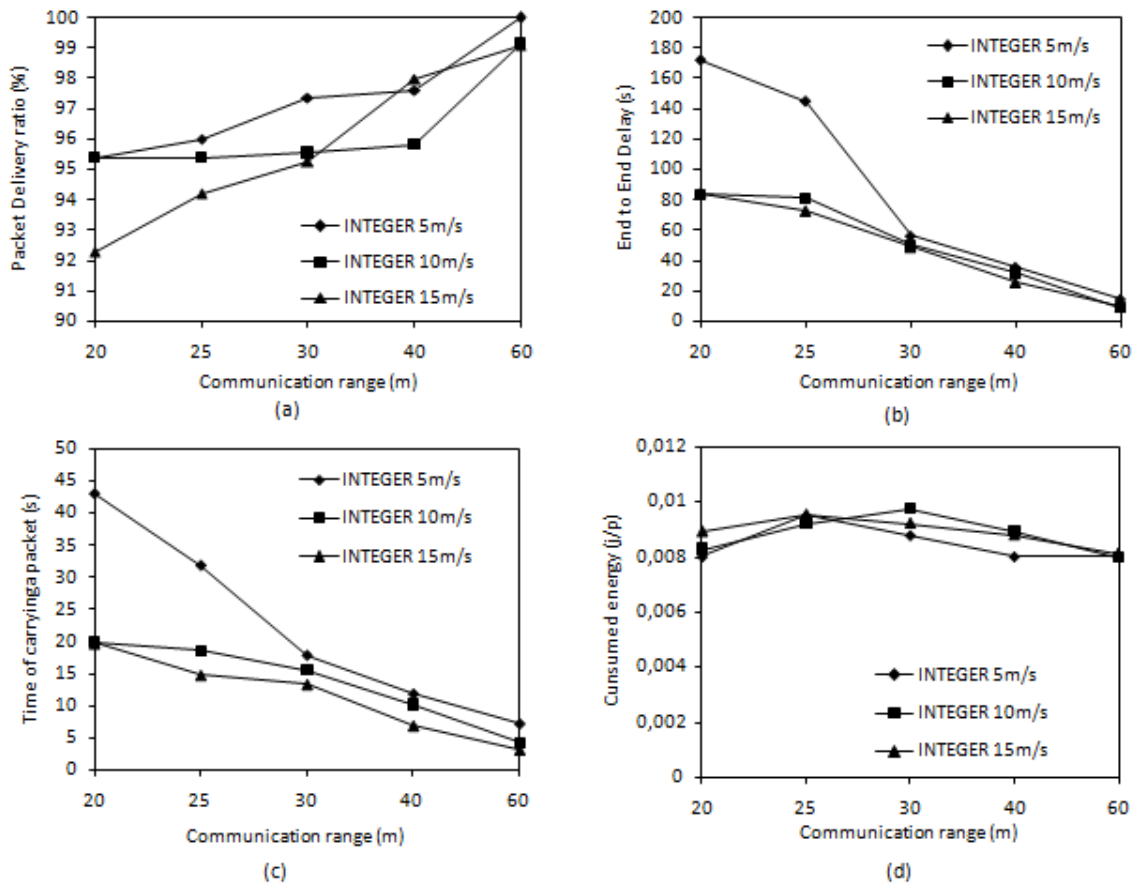 Packet Delivery ratio (%)
100
99
98
97
96
95
94
93
92
91
90
INTEGER 5m/s
INTEGER 10m/s
INTEGER 15m/s
20 25 30 40 60
Communication range (m)
(a)
End to End Delay (s)
200
180
160
140
120
100
80
60
40
20
0
INTEGER 5m/s
INTEGER 10m/s
INTEGER 15m/s
20 25 30 40 60
Communication range (m)
(b)
Time of carryinga packet (s)
50
45
40
35
30
25
20
15
10
5
0
INTEGER 5m/s
INTEGER 10m/s
INTEGER 15m/s
20 25 30 40 60
Communication range (m)
(c)
Cunsumed energy (j/p)
0,012
0,01
0,008
0,006
0,004
0,002
0
INTEGER 5m/s
INTEGER 10m/s
INTEGER 15m/s
20 25 30 40 60
Communication range (m)
(d)